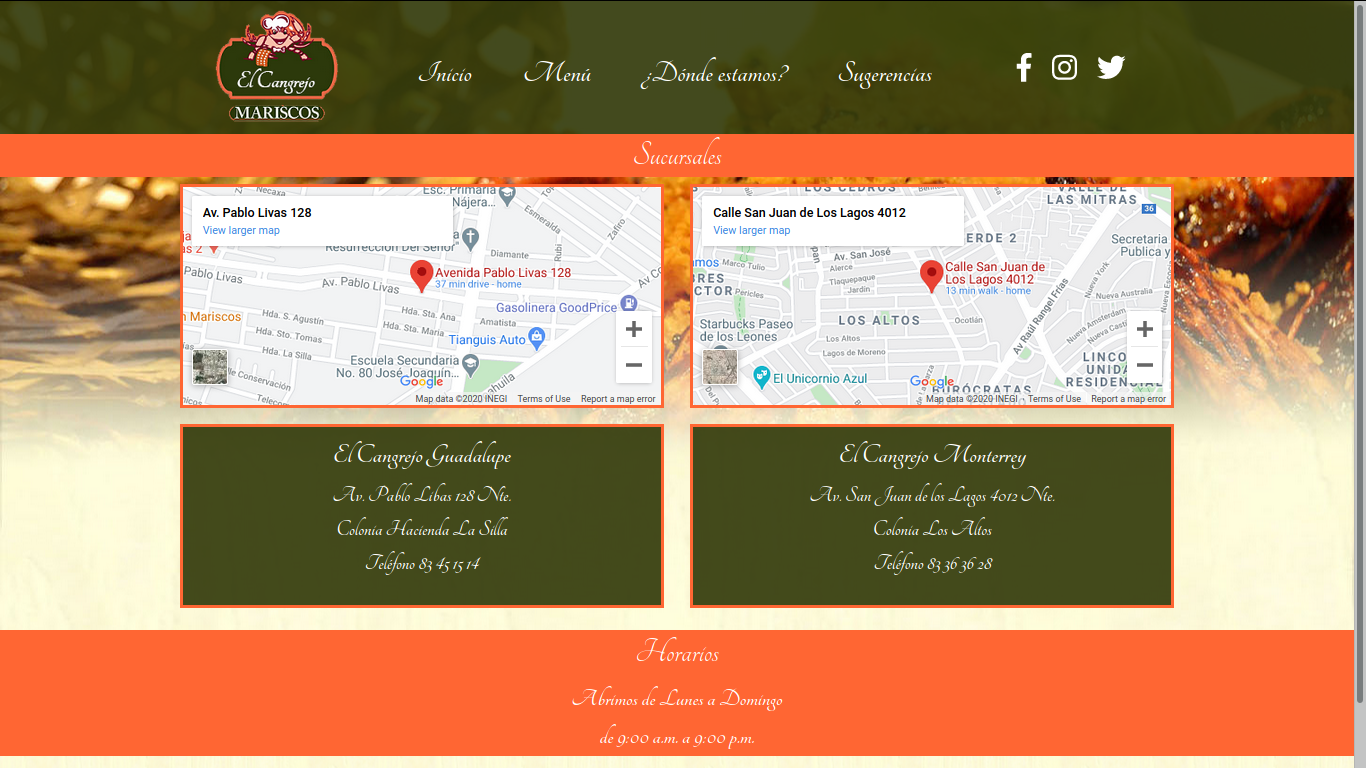 El Cangrejo
MARISCOS
Inicio
Menú
¿Dónde estamos?
Sugerencias
Sucursales
Necaxa
Esc. Primaria
Nájera...
Av. Pablo Livas 128
View larger map
Resurrección Del Señor
Esmeralda
Zafiro
Diamante
Rubí
Pablo Livas
Av. Pablo Livas
Avenida Pablo Livas 128
37 min drive - home
Av Co
Gasolinera GoodPrice
n Mariscos
Hda. S. Agustín
Hda. Sta. Ana
Hda. Sta. María
Amatista
Hda. Sto. Tomas
Tianguis Auto
Hda. La Silla
Escuela Secundaria
No. 80 José Joaquín...
Conservación
Google
Map data ©2020 INEGI
Terms of Use
Report a map error
LOS CEDROS
VALLE DE
LAS MITRAS
36
Calle San Juan de Los Lagos 4012
View larger map
ERDE 2
Secretaria
Publica y
Av. San José
Marco Tulio
Alerce
Tlaquepaque
Jardín
Pericles
BRES
CTOR
Calle San Juan de
Los Lagos 4012
13 min walk - home
Nueva York
Nueva Australia
Av Raúl Rangel Frías
Nueva Amsterdam
LOS ALTOS
Ocotlán
Starbucks Paseo
de los Leones
Los Altos
Lagos de Moreno
El Unicornio Azul
LINCO
UNIDA
RESIDENCIAL
BURÓCRATAS
Google
Map data ©2020 INEGI
Terms of Use
Report a map error
El Cangrejo Guadalupe
Av. Pablo Libas 128 Nte.
Colonia Hacienda La Silla
Teléfono 83 45 15 14
El Cangrejo Monterrey
Av. San Juan de los Lagos 4012 Nte.
Colonia Los Altos
Teléfono 83 36 36 28
Horarios
Abrimos de Lunes a Domingo
de 9:00 a.m. a 9:00 p.m.